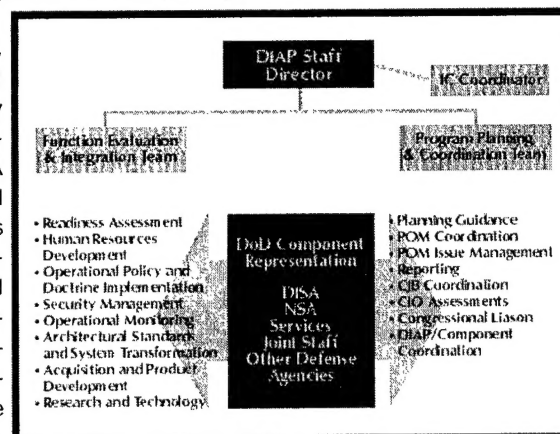 DIAP Staff
Director
IC Coordinator
Function Evaluation
& Integration Team
Program Planning
& Coordination Team
• Readiness Assessment
• Human Resources
Development
• Operational Policy and
Doctrine Implementation
• Security Management
• Operational Monitoring
• Architectural Standards
and System Transformation
• Acquisition and Product
Development
• Research and Technology
DoD Component
Representation
DISA
NSA
Services
Joint Staff
Other Defense
Agencies
• Planning Guidance
• POM Coordination
• POM Issue Management
• Reporting
• CJB Coordination
• CIO Assessments
• Congressional Liason
• DIAP/Component
Coordination